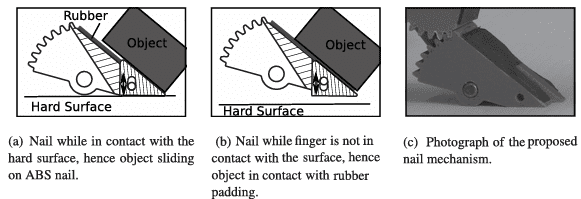 Rubber
Object
δ
Hard Surface
Object
δ
Hard Surface
(a) Nail while in contact with the
hard surface, hence object sliding
on ABS nail.
(b) Nail while finger is not in
contact with the surface, hence
object in contact with rubber
padding.
(c) Photograph of the proposed
nail mechanism.